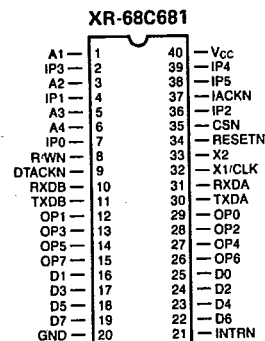 XR-68C681
A1 1 40 Vcc
IP3 2 39 IP4
A2 3 38 IP5
IP1 4 37 IACKN
A3 5 36 IP2
A4 6 35 CSN
IP0 7 34 RESETN
R/WN 8 33 X2
DTACKN 9 32 X1/CLK
RXDB 10 31 RXDA
TXDB 11 30 TXDA
OP1 12 29 OP0
OP3 13 28 OP2
OP5 14 27 OP4
OP7 15 26 OP6
D1 16 25 D0
D3 17 24 D2
D5 18 23 D4
D7 19 22 D6
GND 20 21 INTRN